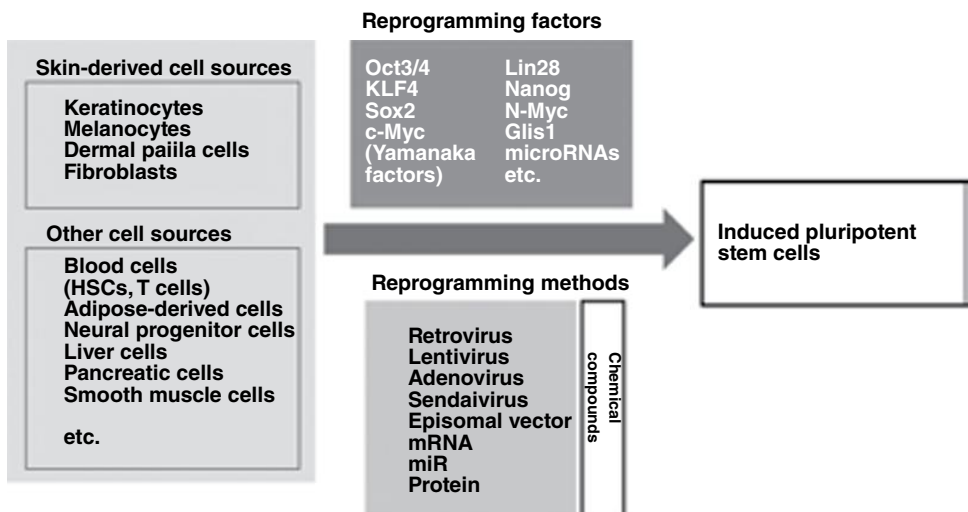 Reprogramming factors
Skin-derived cell sources
Keratinocytes
Melanocytes
Dermal paiila cells
Fibroblasts
Other cell sources
Blood cells
(HSCs, T cells)
Adipose-derived cells
Neural progenitor cells
Liver cells
Pancreatic cells
Smooth muscle cells
etc.
Oct3/4
KLF4
Sox2
c-Myc
(Yamanaka
factors)
Lin28
Nanog
N-Myc
Glis1
microRNAs
etc.
Reprogramming methods
Retrovirus
Lentivirus
Adenovirus
Sendaivirus
Episomal vector
mRNA
miR
Protein
Chemical
compounds
Induced pluripotent
stem cells